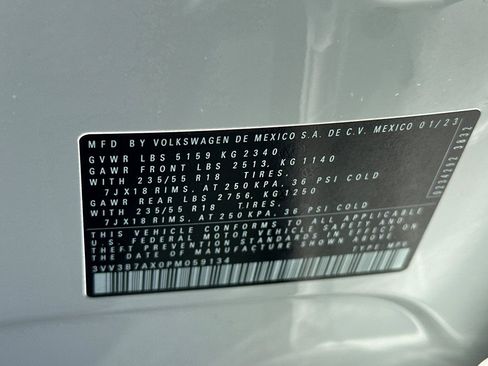 MFD BY VOLKSWAGEN DE MEXICO S.A. DE C.V. MEXICO 01/23
GVWR LBS 5159 KG 2340
GAWR FRONT LBS 2513, KG 1140
WITH 235/55 R18 TIRES.
7JX18 RIMS, AT 250 KPA, 36 PSI COLD
GAWR REAR LBS 2756, KG 1250
WITH 235/55 R18 TIRES.
7JX18 RIMS, AT 250 KPA, 36 PSI COLD
THIS VEHICLE CONFORMS TO ALL APPLICABLE
U.S. FEDERAL MOTOR VEHICLE SAFETY AND
THEFT PREVENTION STANDARDS IN EFFECT ON
THE DATE OF MANUFACTURE
3VV3B7AX0PM059134